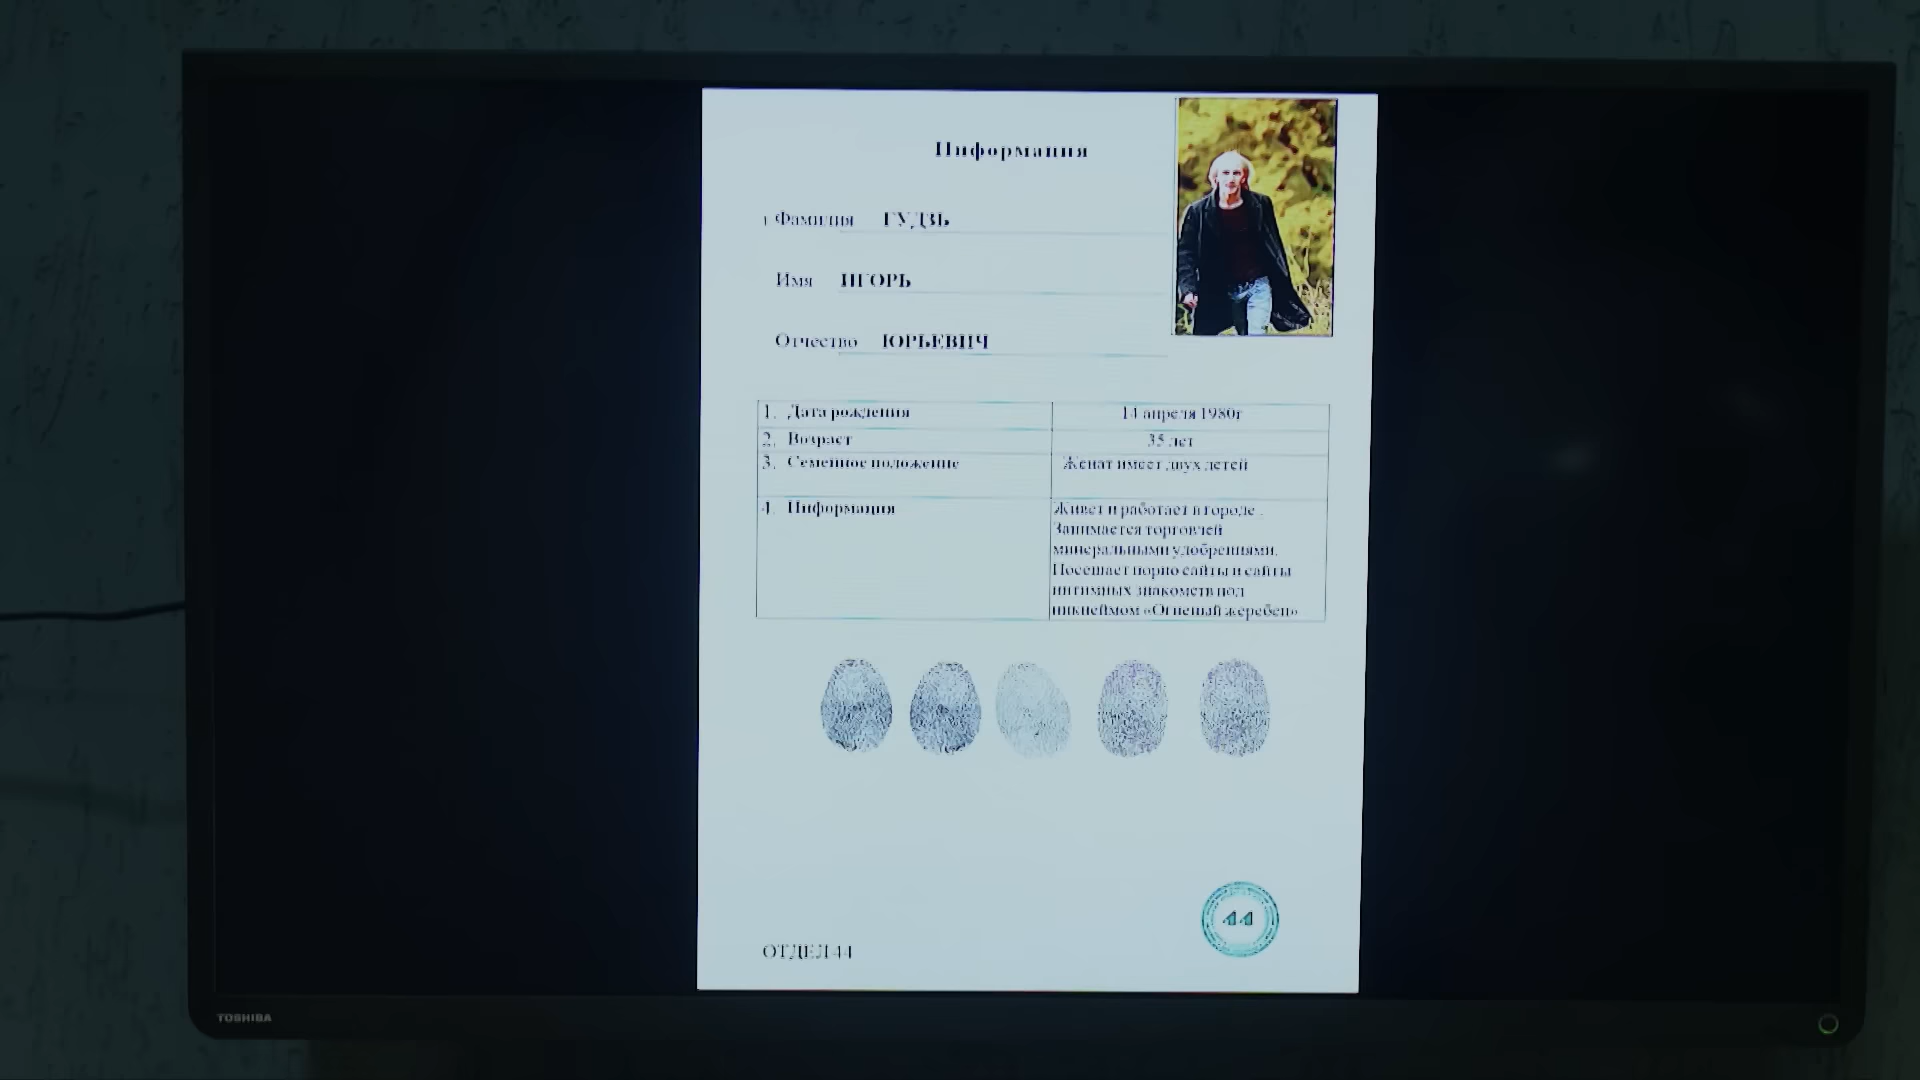 Информация
Фамилия ГУДЗЬ
Имя ИГОРЬ
Отчество ЮРЬЕВИЧ
1. Дата рождения 14 апреля 1980г
2. Возраст 35 лет
3. Семейное положение Женат имеет двух детей
4. Информация Живет и работает в городе .
Занимается торговлей
минеральными удобрениями.
Посещает порно сайты и сайты
интимных знакомств под
никнеймом «Огненый жеребец»
44
ОТДЕЛ 44
TOSHIBA